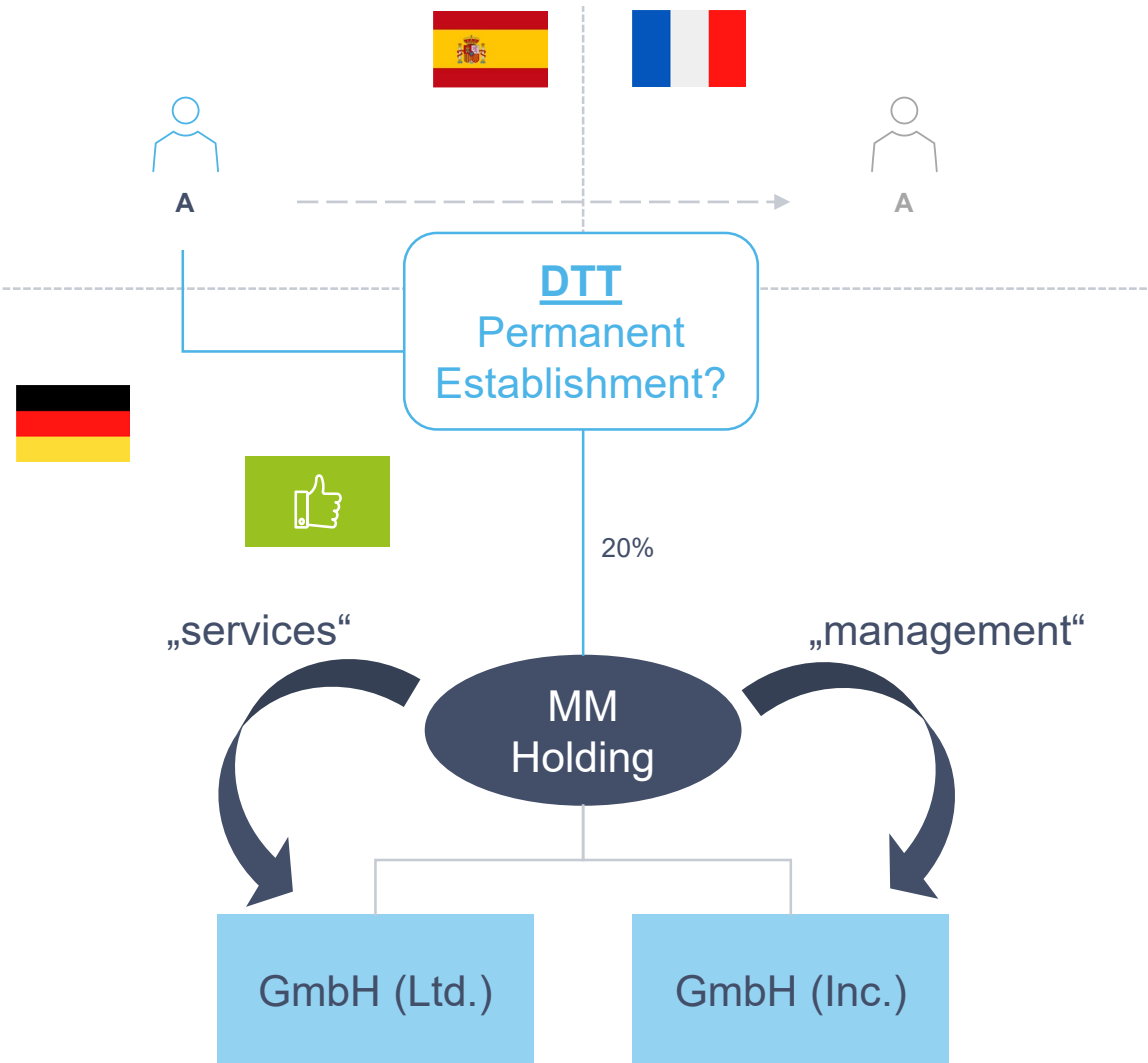 A
A
DTT
Permanent
Establishment?
20%
„services“
„management“
MM
Holding
GmbH (Ltd.)
GmbH (Inc.)